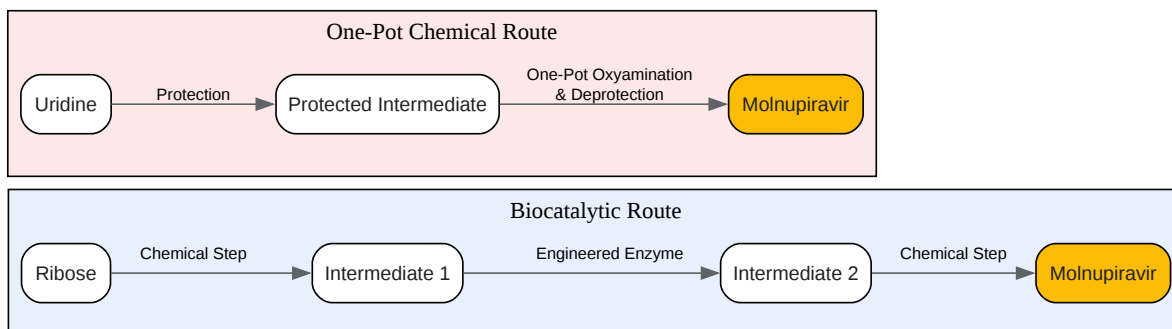 One-Pot Chemical Route
Uridine
Protection
Protected Intermediate
One-Pot Oxyamination
& Deprotection
Molnupiravir
Biocatalytic Route
Ribose
Chemical Step
Intermediate 1
Engineered Enzyme
Intermediate 2
Chemical Step
Molnupiravir